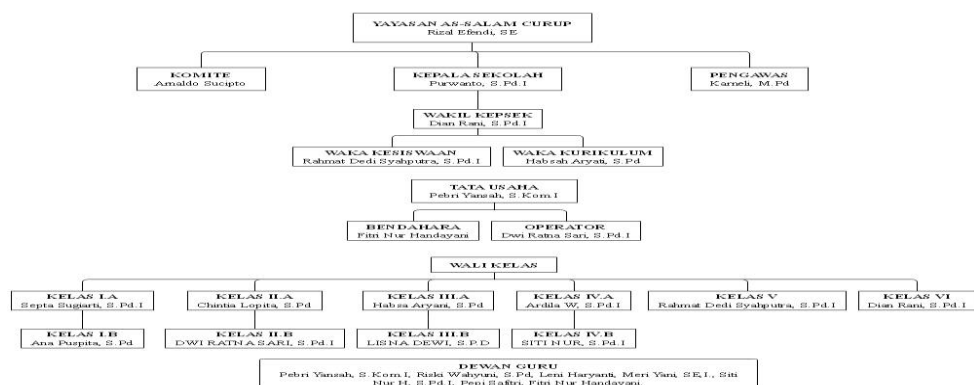 YAYASAN AS-SALAM CURUP
Rizal Efendi, SE
KOMITE
Arnaldo Sucipto
KEPALA SEKOLAH
Purwanto, S.Pd.I
PENGAWAS
Karneli, M.Pd
WAKIL KEPSEK
Dian Rani, S.Pd.I
WAKA KESISWAAN
Rahmat Dedi Syahputra, S.Pd.I
WAKA KURIKULUM
Habsah Aryati, S.Pd
TATA USAHA
Pebri Yansah, S.Kom.I
BENDAHARA
Fitri Nur Handayani
OPERATOR
Dwi Ratna Sari, S.Pd.I
WALI KELAS
KELAS I.A
Septa Sugiarti, S.Pd.I
KELAS II.A
Chintia Lopita, S.Pd
KELAS III.A
Habsa Aryani, S.Pd
KELAS IV.A
Ardila W, S.Pd.I
KELAS V
Rahmat Dedi Syahputra, S.Pd.I
KELAS VI
Dian Rani, S.Pd.I
KELAS I.B
Ana Puspita, S.Pd
KELAS II.B
DWI RATNA SARI, S.Pd.I
KELAS III.B
LISNA DEWI, S.P.D
KELAS IV.B
SITI NUR, S.Pd.I
DEWAN GURU
Pebri Yansah, S.Kom.I, Riski Wahyuni, S.Pd, Leni Haryanti, Meri Yani, SE,I., Siti
Nur H, S.Pd.I, Pepi Safitri, Fitri Nur Handayani.